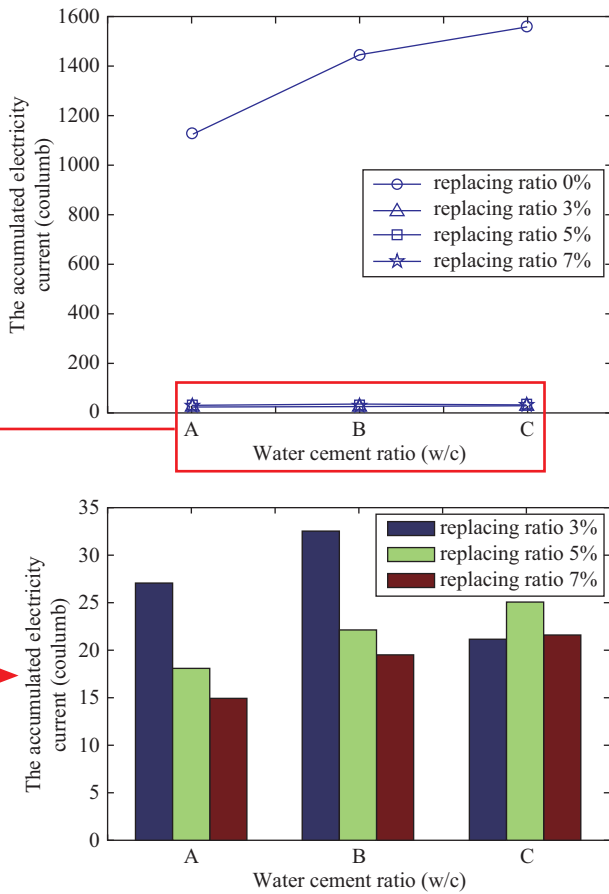 1600
1400
1200
1000
800
600
400
200
0
The accumulated electricity
current (coulumb)
replacing ratio 0%
replacing ratio 3%
replacing ratio 5%
replacing ratio 7%
A B C
Water cement ratio (w/c)
35
30
25
20
15
10
5
0
The accumulated electricity
current (coulumb)
replacing ratio 3%
replacing ratio 5%
replacing ratio 7%
A B C
Water cement ratio (w/c)